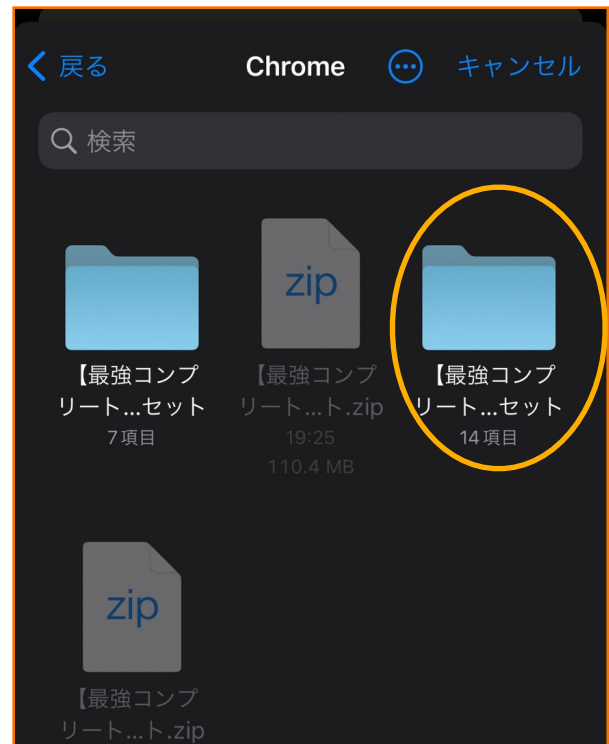 戻る Chrome キャンセル
検索
zip
【最強コンプ
リート...セット
7項目
【最強コンプ
リート...ト.zip
19:25
110.4 MB
【最強コンプ
リート...セット
14項目
zip
【最強コンプ
リート...ト.zip